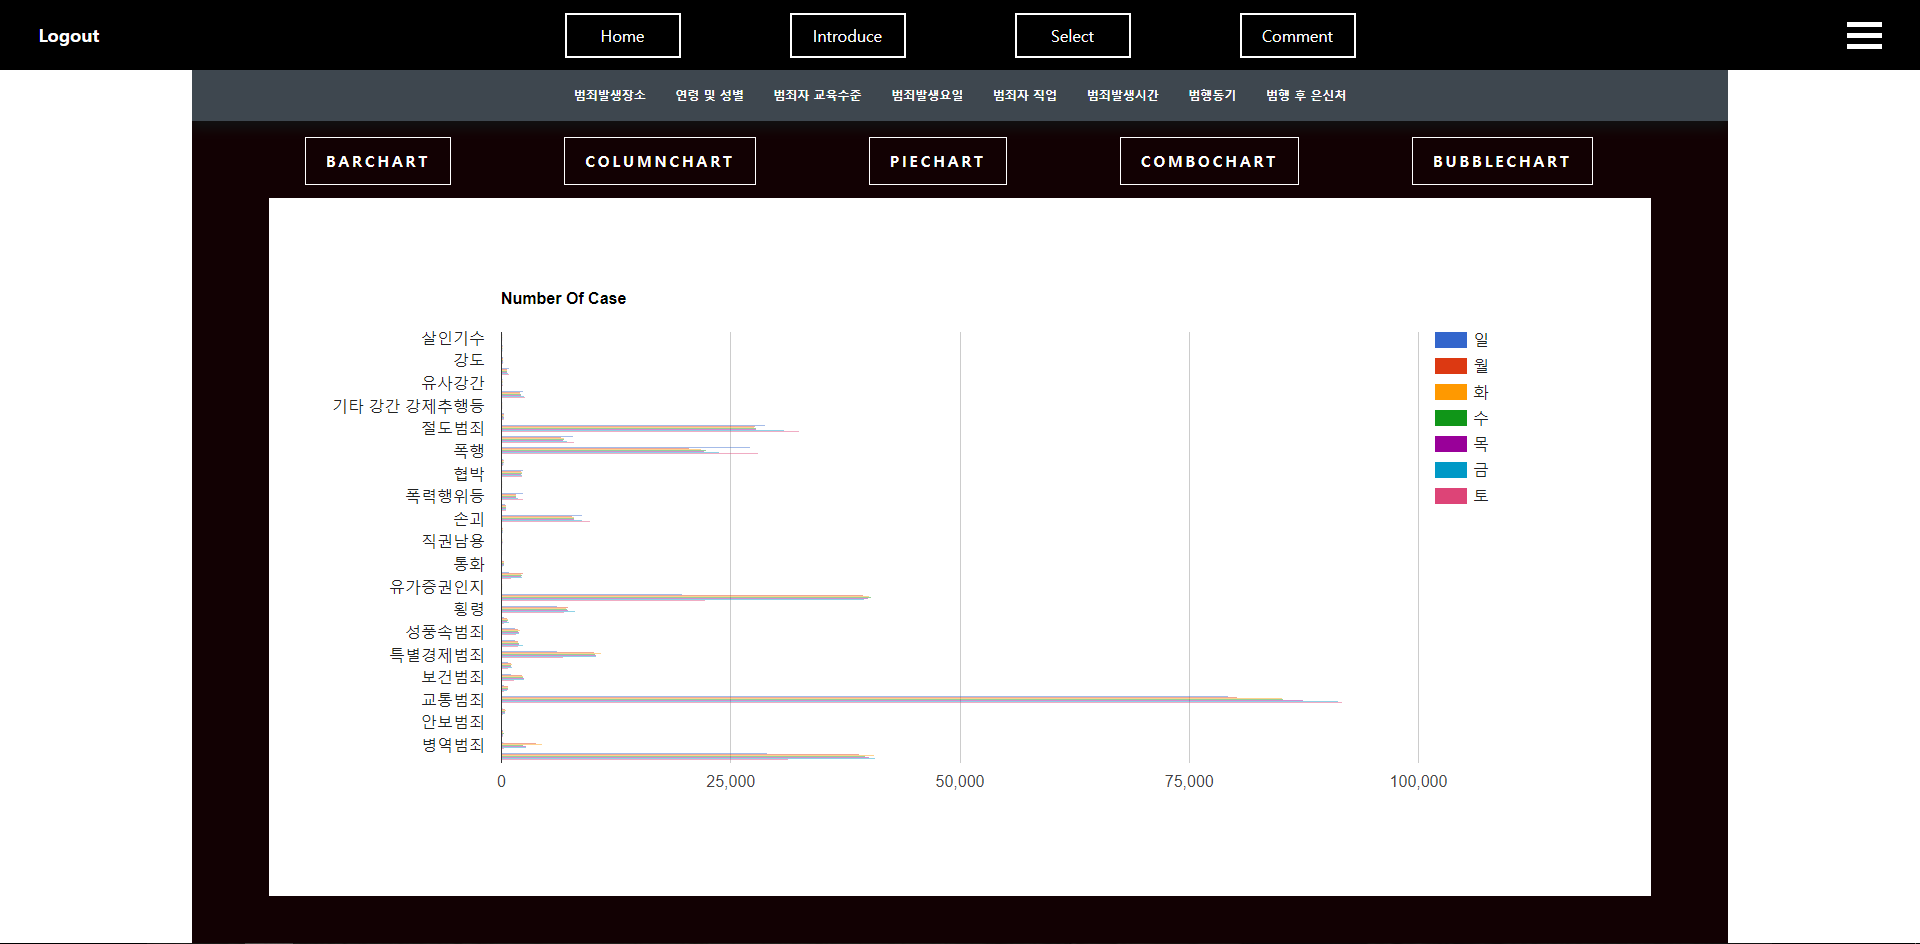 Logout
Home
Introduce
Select
Comment
범죄발생장소 연령 및 성별 범죄자 교육수준 범죄발생요일 범죄자 직업 범죄발생시간 범행동기 범행 후 은신처
BARCHART
COLUMNCHART
PIECHART
COMBOCHART
BUBBLECHART
Number Of Case
살인기수
강도
유사강간
기타 강간 강제추행등
절도범죄
폭행
협박
폭력행위등
손괴
직권남용
통화
유가증권인지
횡령
성풍속범죄
특별경제범죄
보건범죄
교통범죄
안보범죄
병역범죄
0 25,000 50,000 75,000 100,000
일
월
화
수
목
금
토